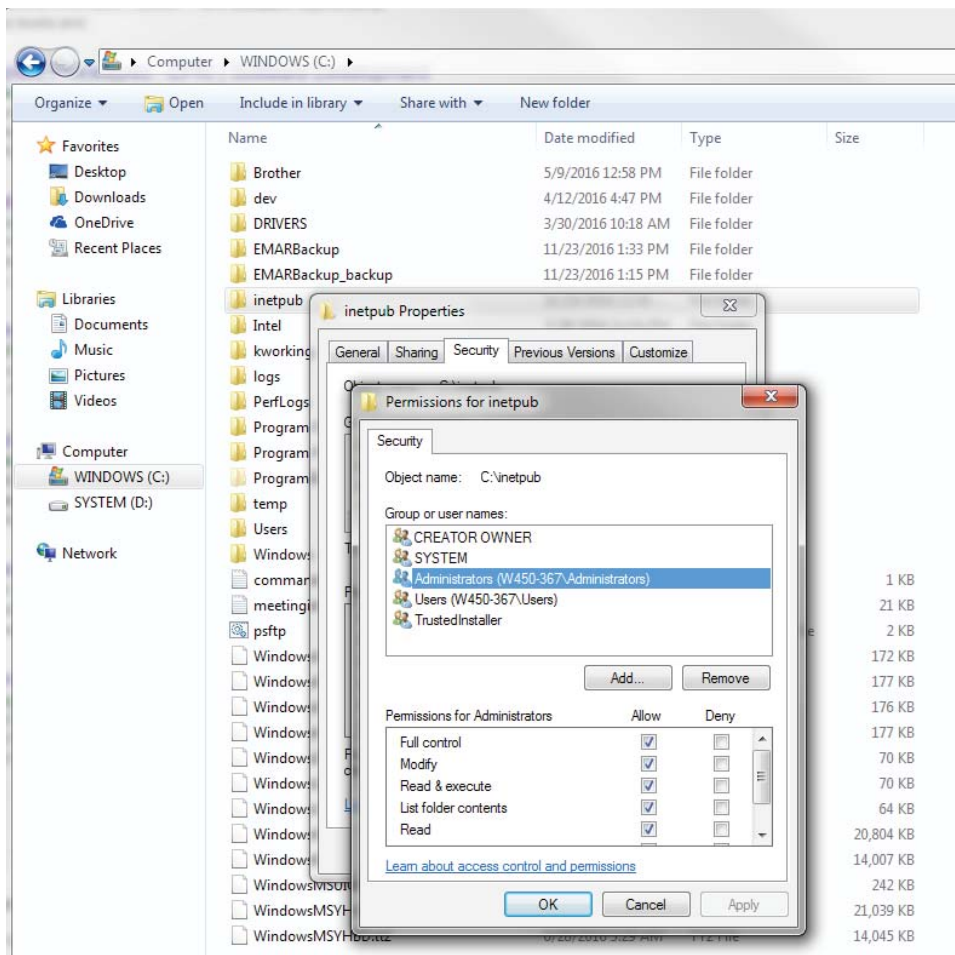 Computer ▸ WINDOWS (C:) ▸
Organize Open Include in library Share with New folder
Name Date modified Type Size
Favorites
Desktop
Downloads
OneDrive
Recent Places
Libraries
Documents
Music
Pictures
Videos
Computer
WINDOWS (C:)
SYSTEM (D:)
Network
Brother 5/9/2016 12:58 PM File folder
dev 4/12/2016 4:47 PM File folder
DRIVERS 3/30/2016 10:18 AM File folder
EMARBackup 11/23/2016 1:33 PM File folder
EMARBackup_backup 11/23/2016 1:15 PM File folder
inetpub
Intel
kworking
logs
PerfLogs
Program
Program
Program
temp
Users
Windows
comman 1 KB
meetingi 21 KB
psftp 2 KB
Windows 172 KB
Windows 177 KB
Windows 176 KB
Windows 177 KB
Windows 70 KB
Windows 70 KB
Windows 64 KB
Windows 20,804 KB
Windows 14,007 KB
242 KB
WindowsMSYH 21,039 KB
14,045 KB
inetpub Properties
General Sharing Security Previous Versions Customize
Permissions for inetpub
Security
Object name: C:\inetpub
Group or user names:
CREATOR OWNER
SYSTEM
Administrators (W450-367\Administrators)
Users (W450-367\Users)
TrustedInstaller
Add... Remove
Permissions for Administrators Allow Deny
Full control
Modify
Read & execute
List folder contents
Read
Learn about access control and permissions
OK Cancel Apply